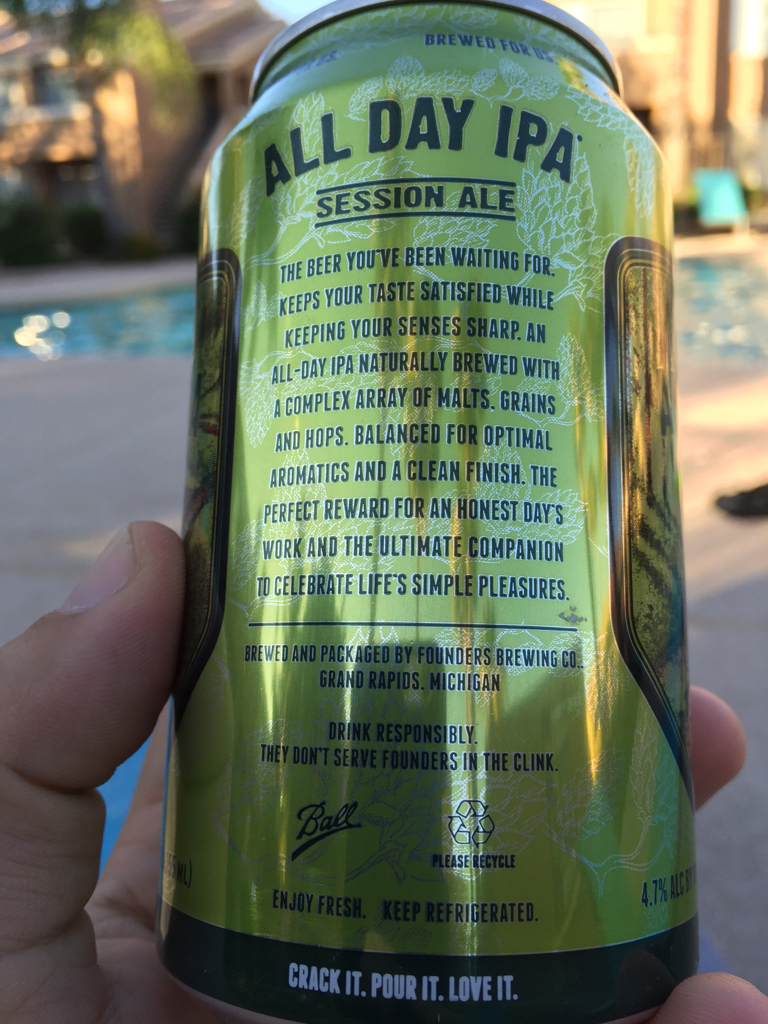 BREWED FOR US.
ALL DAY IPA
SESSION ALE
THE BEER YOU'VE BEEN WAITING FOR.
KEEPS YOUR TASTE SATISFIED WHILE
KEEPING YOUR SENSES SHARP. AN
ALL-DAY IPA NATURALLY BREWED WITH
A COMPLEX ARRAY OF MALTS, GRAINS
AND HOPS. BALANCED FOR OPTIMAL
AROMATICS AND A CLEAN FINISH. THE
PERFECT REWARD FOR AN HONEST DAY'S
WORK AND THE ULTIMATE COMPANION
TO CELEBRATE LIFE'S SIMPLE PLEASURES.
BREWED AND PACKAGED BY FOUNDERS BREWING CO.,
GRAND RAPIDS, MICHIGAN
DRINK RESPONSIBLY.
THEY DON'T SERVE FOUNDERS IN THE CLINK.
Ball
PLEASE RECYCLE
ML)
4.7% ALC
ENJOY FRESH. KEEP REFRIGERATED.
CRACK IT. POUR IT. LOVE IT.